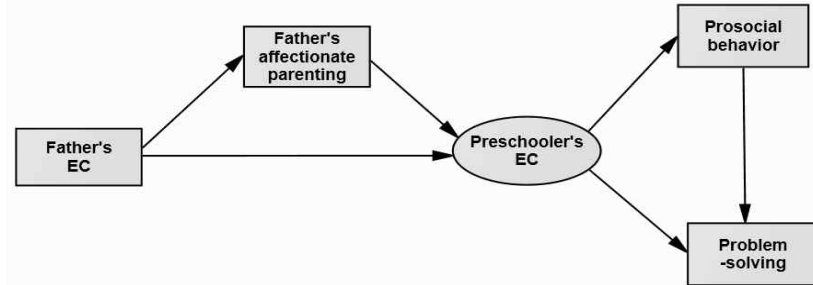 Father's
affectionate
parenting
Prosocial
behavior
Father's
EC
Preschooler's
EC
Problem
-solving